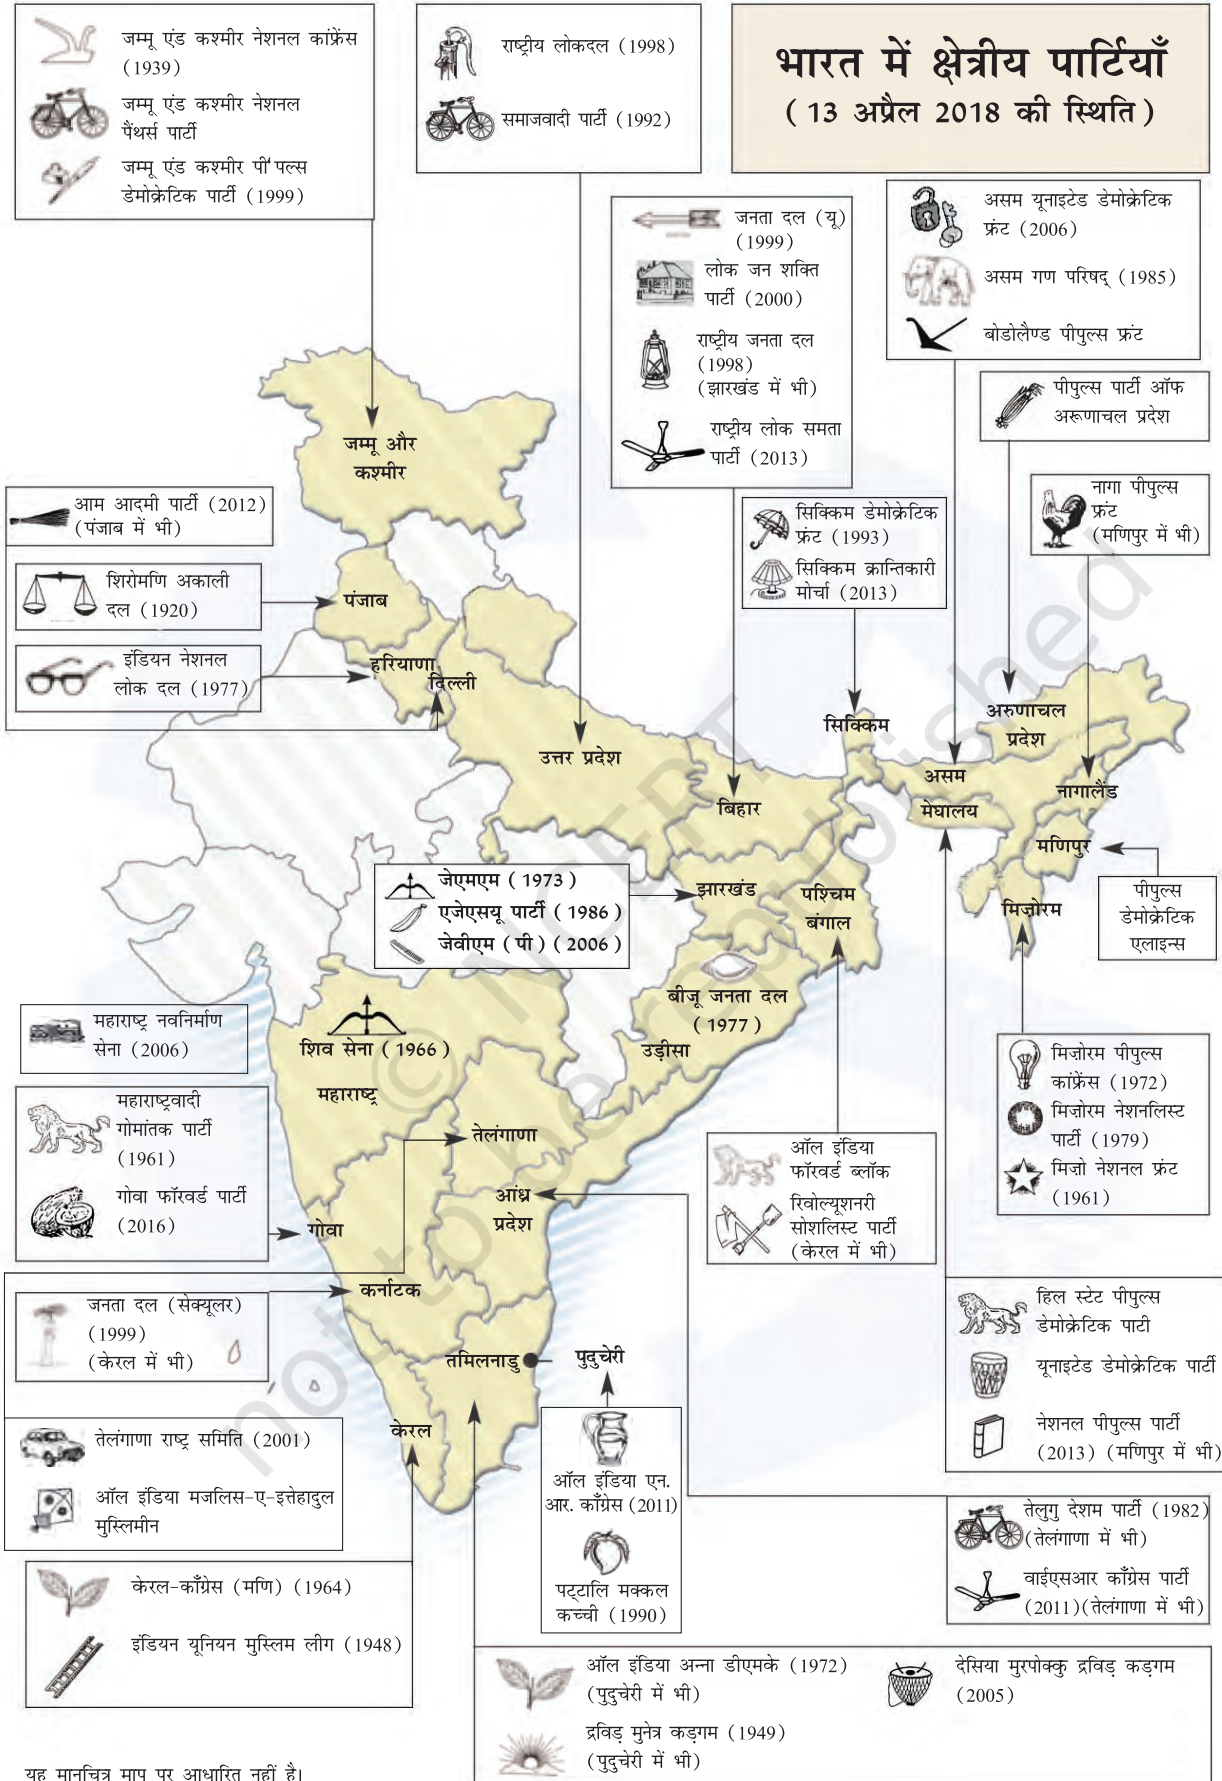 जम्मू एंड कश्मीर नेशनल कांफ्रेंस
(1939)
जम्मू एंड कश्मीर नेशनल
पैंथर्स पार्टी
जम्मू एंड कश्मीर पी'पल्स
डेमोक्रेटिक पार्टी (1999)
राष्ट्रीय लोकदल (1998)
समाजवादी पार्टी (1992)
भारत में क्षेत्रीय पार्टियाँ
(13 अप्रैल 2018 की स्थिति)
जनता दल (यू)
(1999)
लोक जन शक्ति
पार्टी (2000)
राष्ट्रीय जनता दल
(1998)
(झारखंड में भी)
राष्ट्रीय लोक समता
पार्टी (2013)
असम यूनाइटेड डेमोक्रेटिक
फ्रंट (2006)
असम गण परिषद् (1985)
बोडोलैण्ड पीपुल्स फ्रंट
पीपुल्स पार्टी ऑफ
अरूणाचल प्रदेश
नागा पीपुल्स
फ्रंट
(मणिपुर में भी)
सिक्किम डेमोक्रेटिक
फ्रंट (1993)
सिक्किम क्रान्तिकारी
मोर्चा (2013)
जम्मू और
कश्मीर
आम आदमी पार्टी (2012)
(पंजाब में भी)
शिरोमणि अकाली
दल (1920)
पंजाब
इंडियन नेशनल
लोक दल (1977)
हरियाणा
दिल्ली
उत्तर प्रदेश
सिक्किम
अरुणाचल
प्रदेश
असम
नागालैंड
बिहार
मेघालय
मणिपुर
पीपुल्स
डेमोक्रेटिक
एलाइन्स
मिज़ोरम
जेएमएम (1973)
एजेएसयू पार्टी (1986)
जेवीएम (पी) (2006)
झारखंड
पश्चिम
बंगाल
बीजू जनता दल
(1977)
उड़ीसा
महाराष्ट्र नवनिर्माण
सेना (2006)
शिव सेना (1966)
महाराष्ट्र
मिज़ोरम पीपुल्स
कांफ्रेंस (1972)
मिज़ोरम नेशनलिस्ट
पार्टी (1979)
मिज़ो नेशनल फ्रंट
(1961)
महाराष्ट्रवादी
गोमांतक पार्टी
(1961)
गोवा फॉरवर्ड पार्टी
(2016)
गोवा
तेलंगाणा
आंध्र
प्रदेश
ऑल इंडिया
फॉरवर्ड ब्लॉक
रिवोल्यूशनरी
सोशलिस्ट पार्टी
(केरल में भी)
कर्नाटक
जनता दल (सेक्यूलर)
(1999)
(केरल में भी)
हिल स्टेट पीपुल्स
डेमोक्रेटिक पाटी
यूनाइटेड डेमोक्रेटिक पार्टी
नेशनल पीपुल्स पार्टी
(2013) (मणिपुर में भी)
तमिलनाडु
पुदुचेरी
केरल
तेलंगाणा राष्ट्र समिति (2001)
ऑल इंडिया मजलिस-ए-इत्तेहादुल
मुस्लिमीन
ऑल इंडिया एन.
आर. काँग्रेस (2011)
पट्टालि मक्कल
कच्ची (1990)
तेलुगु देशम पार्टी (1982)
(तेलंगाणा में भी)
वाईएसआर काँग्रेस पार्टी
(2011)(तेलंगाणा में भी)
केरल-काँग्रेस (मणि) (1964)
इंडियन यूनियन मुस्लिम लीग (1948)
ऑल इंडिया अन्ना डीएमके (1972)
(पुदुचेरी में भी)
द्रविड़ मुनेत्र कड़गम (1949)
(पुदुचेरी में भी)
देसिया मुरपोक्कु द्रविड़ कड़गम
(2005)
यह मानचित्र माप पर आधारित नहीं है।
© NCERT
not to be republished